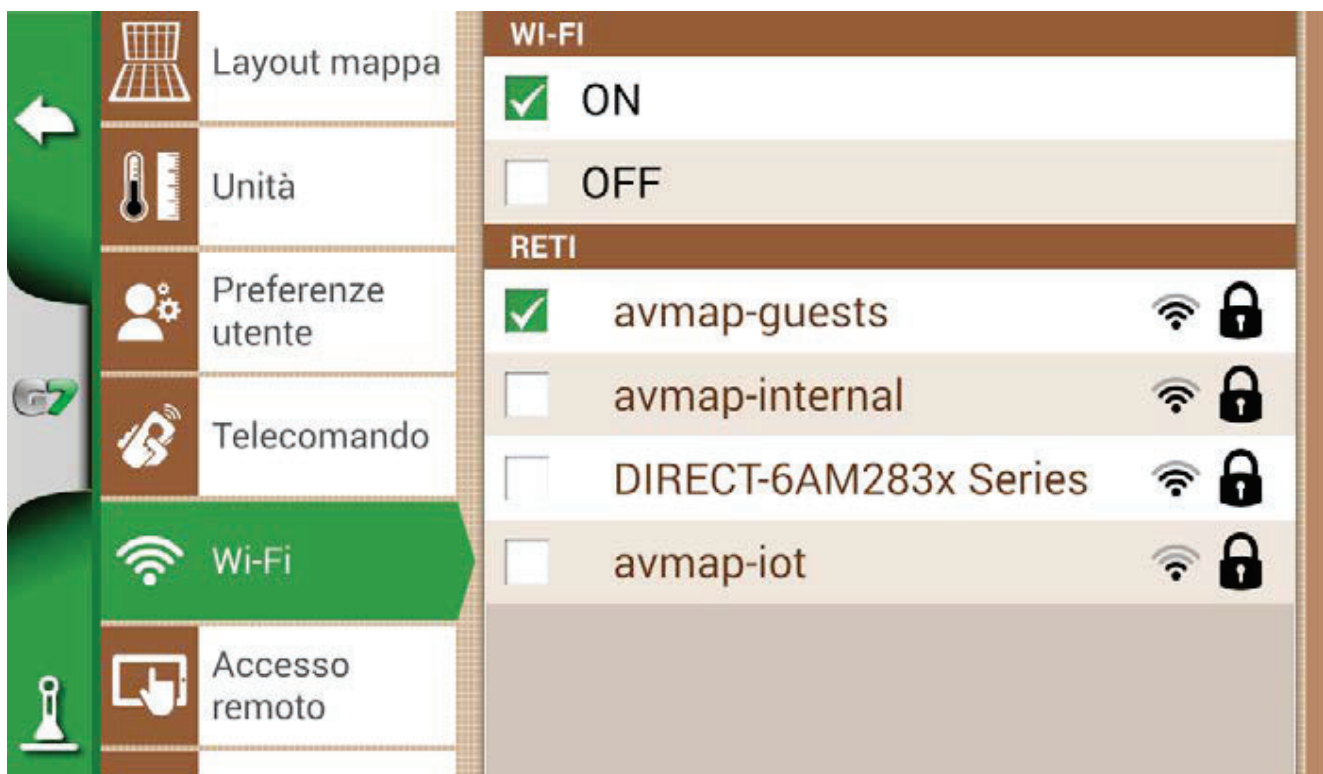 Layout mappa
Unità
Preferenze
utente
G7
Telecomando
Wi-Fi
Accesso
remoto
WI-FI
ON
OFF
RETI
avmap-guests
avmap-internal
DIRECT-6AM283x Series
avmap-iot